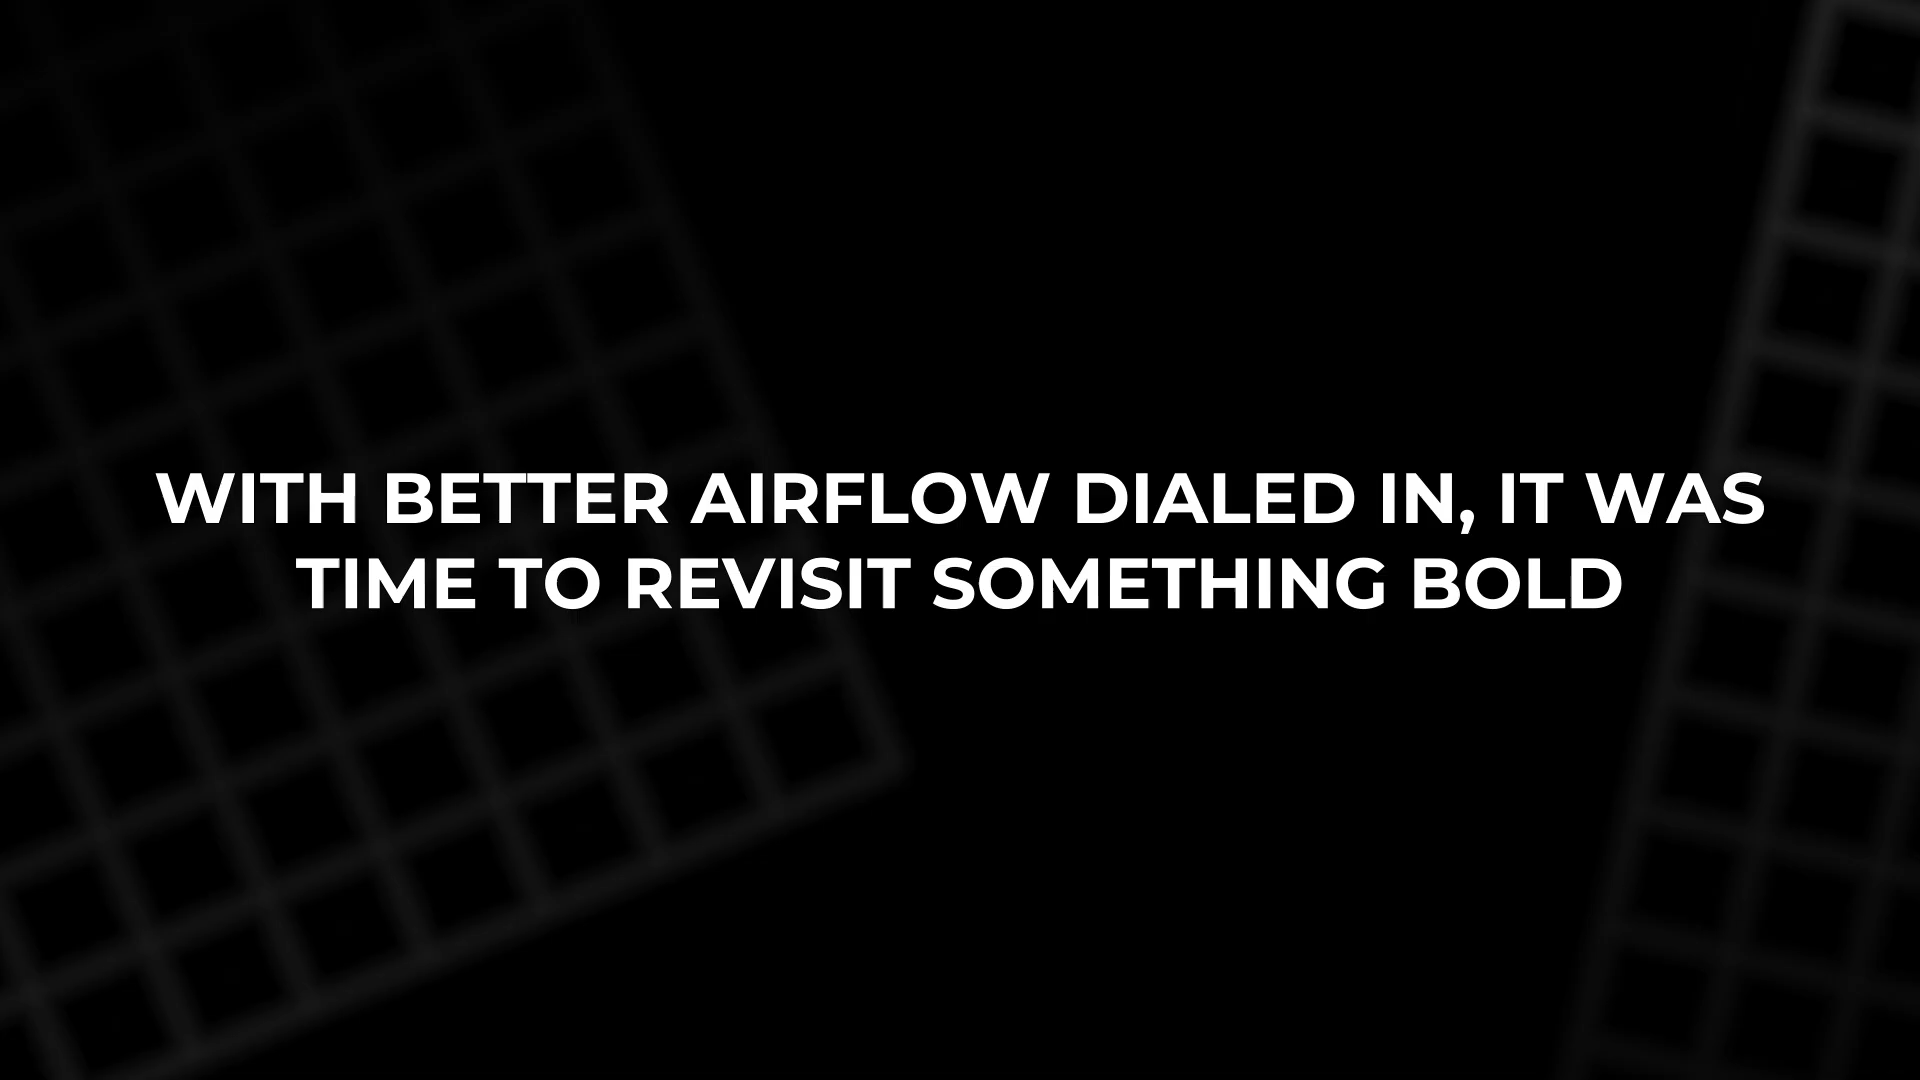 WITH BETTER AIRFLOW DIALED IN, IT WAS
TIME TO REVISIT SOMETHING BOLD